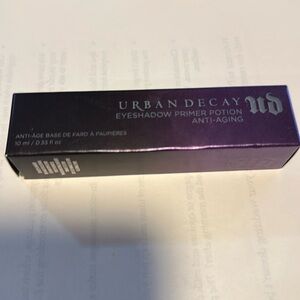 URBAN DECAY UD
EYESHADOW PRIMER POTION
ANTI-AGING
ANTI-ÂGE BASE DE FARD À PAUPIÈRES
10 ml / 0.33 fl oz